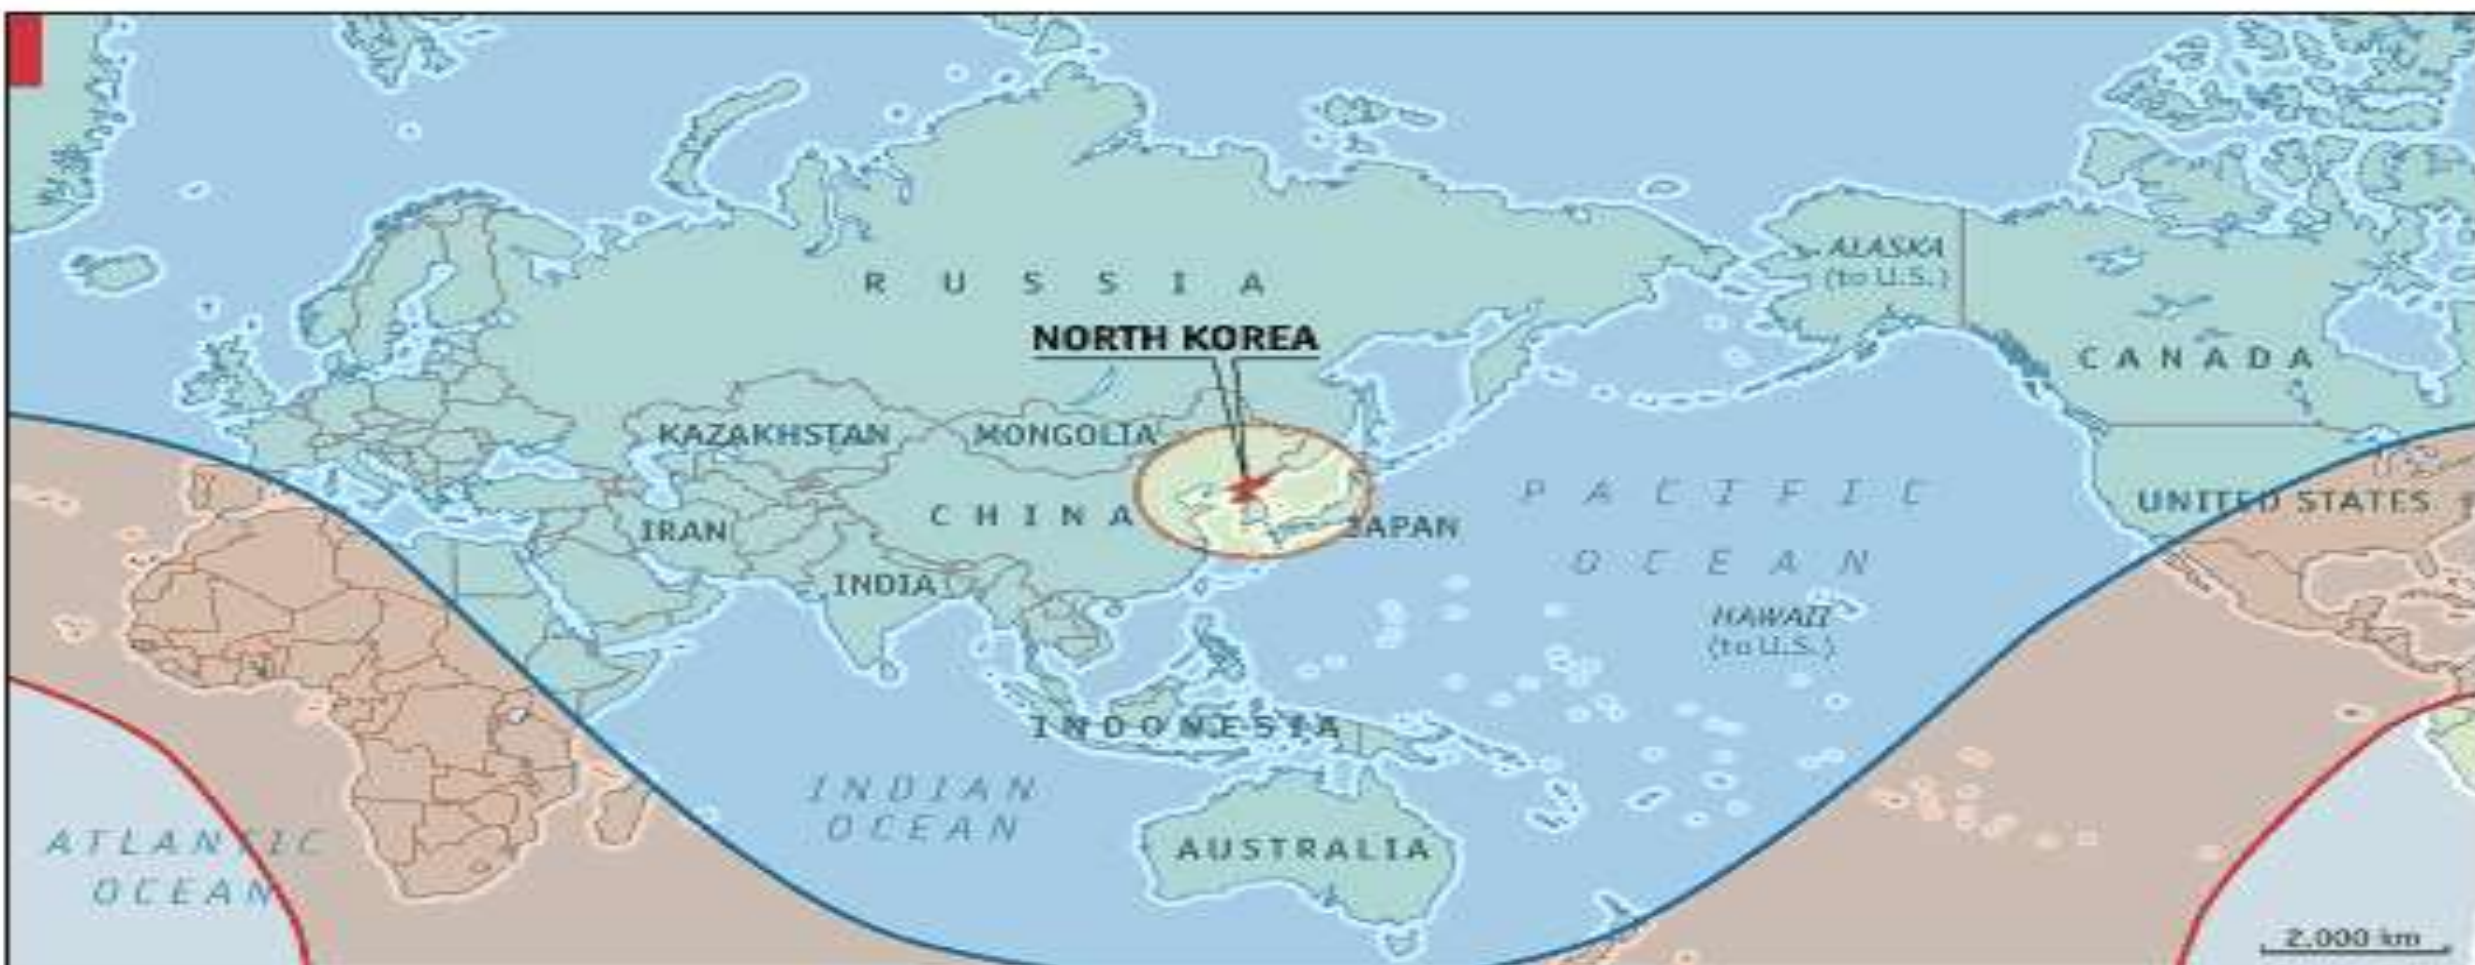 RUSSIA
ALASKA
(to U.S.)
NORTH KOREA
CANADA
KAZAKHSTAN
MONGOLIA
PACIFIC
OCEAN
UNITED STATES
CHINA
IRAN
JAPAN
INDIA
HAWAII
(to U.S.)
INDONESIA
INDIAN
OCEAN
AUSTRALIA
ATLANTIC
OCEAN
2,000 km